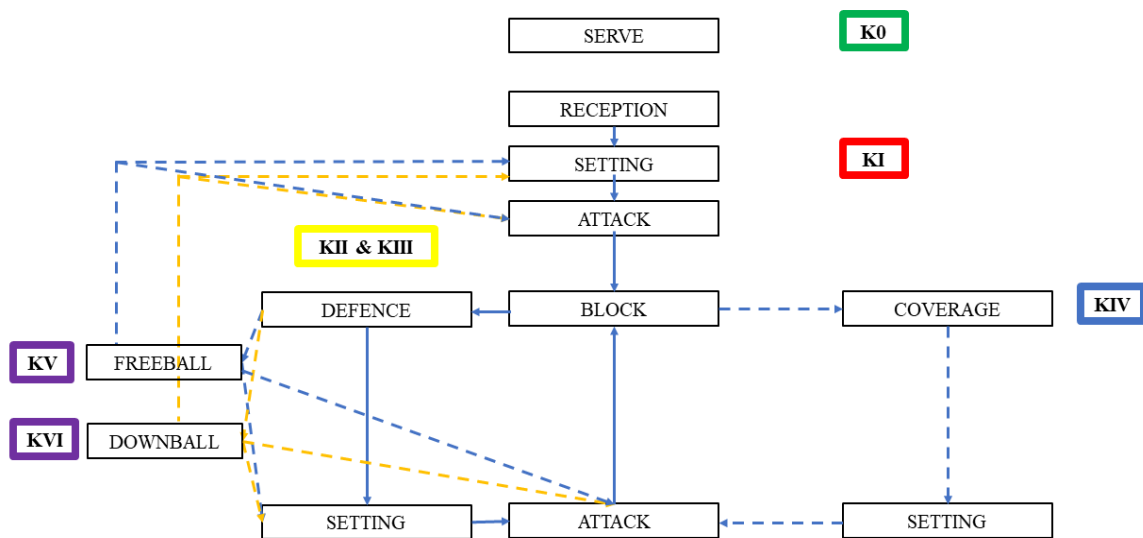 SERVE
K0
RECEPTION
SETTING
KI
ATTACK
KII & KIII
DEFENCE
BLOCK
COVERAGE
KIV
KV
FREEBALL
KVI
DOWNBALL
SETTING
ATTACK
SETTING